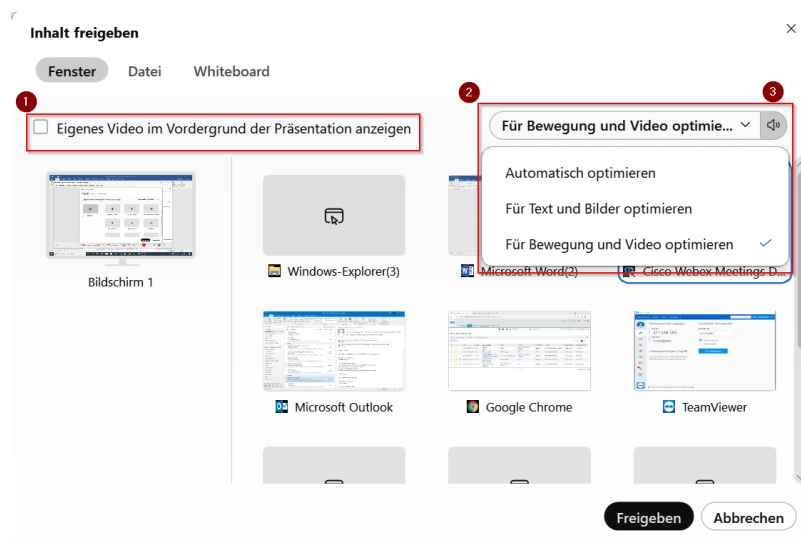 Inhalt freigeben
Fenster Datei Whiteboard
1 2 3
Eigenes Video im Vordergrund der Präsentation anzeigen
Für Bewegung und Video optimie...
Automatisch optimieren
Für Text und Bilder optimieren
Für Bewegung und Video optimieren
Bildschirm 1
Windows-Explorer(3) Microsoft Word(2) Cisco Webex Meetings D...
Microsoft Outlook Google Chrome TeamViewer
Freigeben Abbrechen